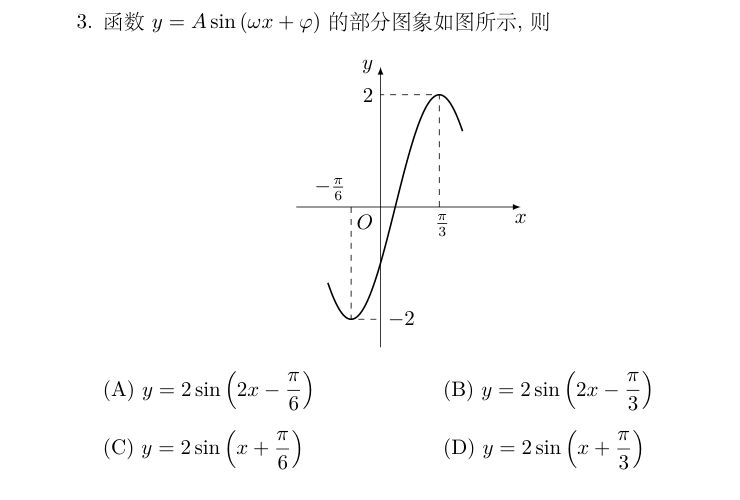 3. 函数 y = A sin (ωx + φ) 的部分图象如图所示, 则
y
2
−π/6
O
π/3
x
−2
(A) y = 2 sin (2x − π/6)
(B) y = 2 sin (2x − π/3)
(C) y = 2 sin (x + π/6)
(D) y = 2 sin (x + π/3)